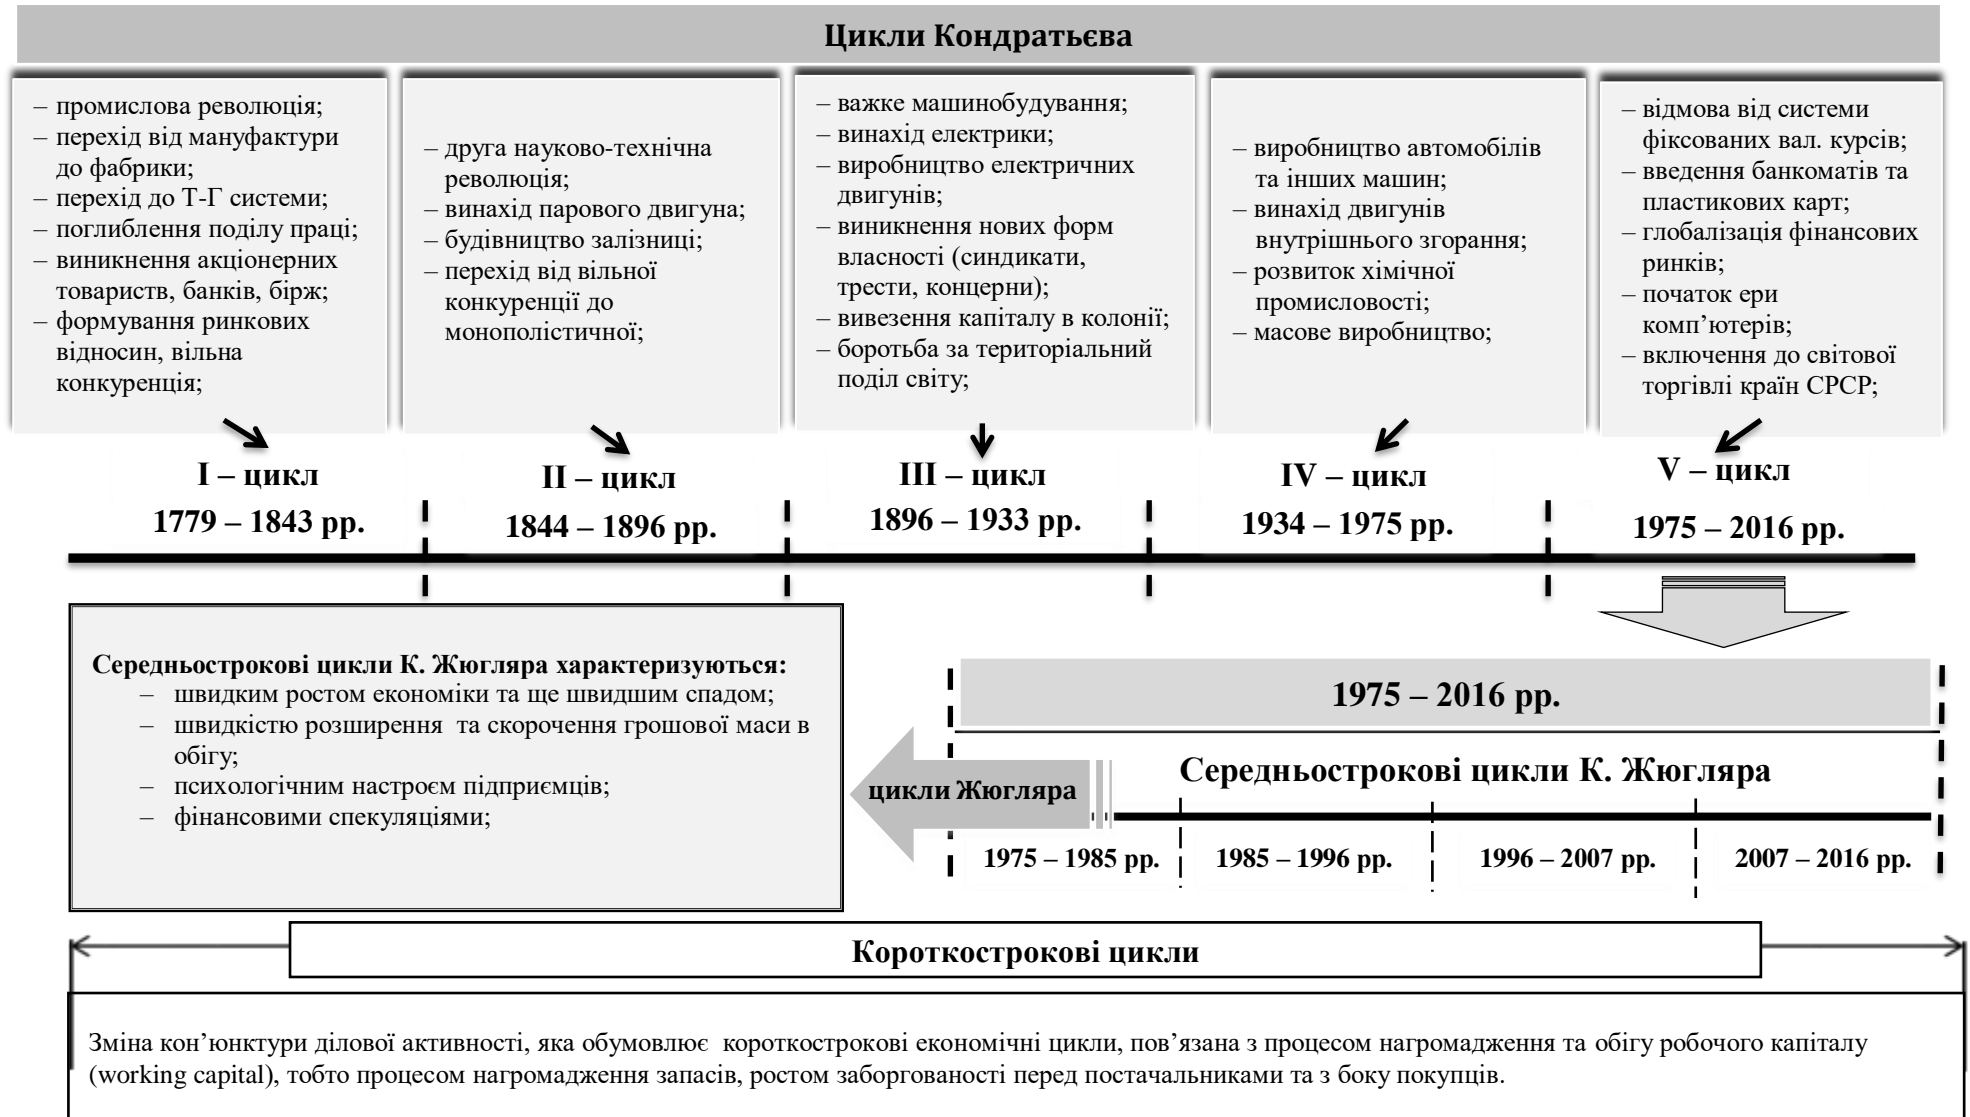 Цикли Кондратьєва
– промислова революція;
– перехід від мануфактури
до фабрики;
– перехід до Т-Г системи;
– поглиблення поділу праці;
– виникнення акціонерних
товариств, банків, бірж;
– формування ринкових
відносин, вільна
конкуренція;
– друга науково-технічна
революція;
– винахід парового двигуна;
– будівництво залізниці;
– перехід від вільної
конкуренції до
монополістичної;
– важке машинобудування;
– винахід електрики;
– виробництво електричних
двигунів;
– виникнення нових форм
власності (синдикати,
трести, концерни);
– вивезення капіталу в колонії;
– боротьба за територіальний
поділ світу;
– виробництво автомобілів
та інших машин;
– винахід двигунів
внутрішнього згорання;
– розвиток хімічної
промисловості;
– масове виробництво;
– відмова від системи
фіксованих вал. курсів;
– введення банкоматів та
пластикових карт;
– глобалізація фінансових
ринків;
– початок ери
комп’ютерів;
– включення до світової
торгівлі країн СРСР;
І – цикл
1779 – 1843 рр.
ІІ – цикл
1844 – 1896 рр.
ІІІ – цикл
1896 – 1933 рр.
IV – цикл
1934 – 1975 рр.
V – цикл
1975 – 2016 рр.
Середньострокові цикли К. Жюгляра характеризуються:
– швидким ростом економіки та ще швидшим спадом;
– швидкістю розширення та скорочення грошової маси в
обігу;
– психологічним настроєм підприємців;
– фінансовими спекуляціями;
1975 – 2016 рр.
Середньострокові цикли К. Жюгляра
цикли Жюгляра
1975 – 1985 рр.
1985 – 1996 рр.
1996 – 2007 рр.
2007 – 2016 рр.
Короткострокові цикли
Зміна кон’юнктури ділової активності, яка обумовлює короткострокові економічні цикли, пов’язана з процесом нагромадження та обігу робочого капіталу
(working capital), тобто процесом нагромадження запасів, ростом заборгованості перед постачальниками та з боку покупців.